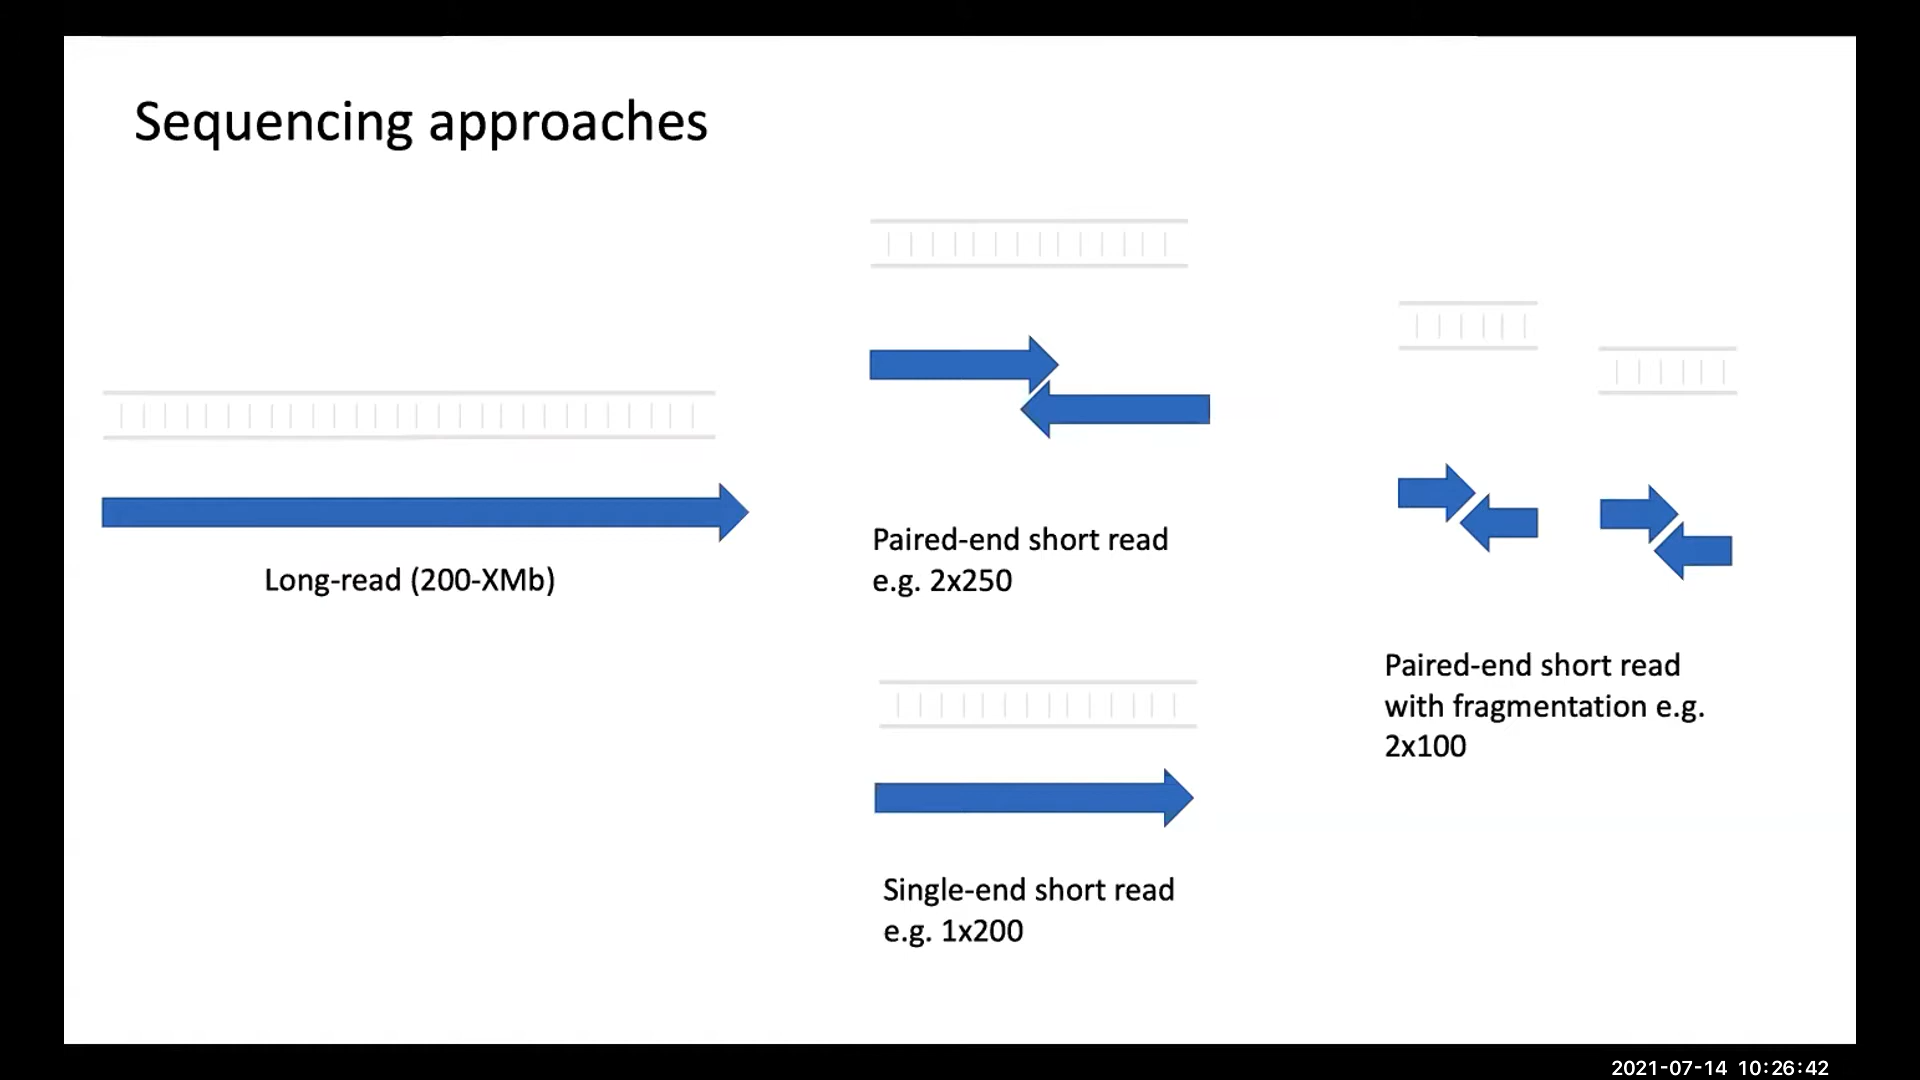 Sequencing approaches
Long-read (200-XMb)
Paired-end short read
e.g. 2x250
Single-end short read
e.g. 1x200
Paired-end short read
with fragmentation e.g.
2x100
2021-07-14 10:26:42